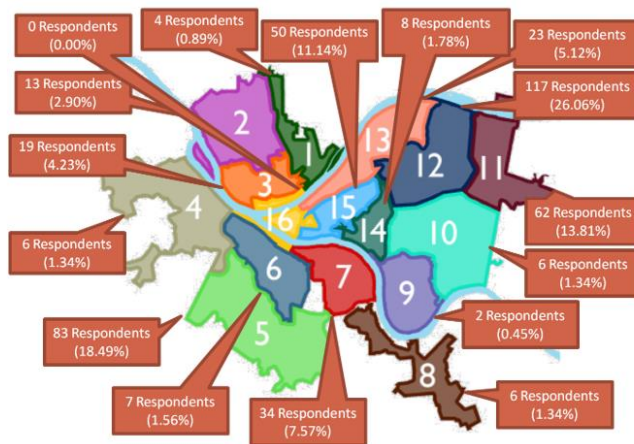 0 Respondents
(0.00%)
4 Respondents
(0.89%)
50 Respondents
(11.14%)
8 Respondents
(1.78%)
23 Respondents
(5.12%)
13 Respondents
(2.90%)
117 Respondents
(26.06%)
19 Respondents
(4.23%)
2
1
13
12
11
3
4
16
15
14
10
62 Respondents
(13.81%)
6 Respondents
(1.34%)
6
7
9
6 Respondents
(1.34%)
83 Respondents
(18.49%)
5
2 Respondents
(0.45%)
8
7 Respondents
(1.56%)
34 Respondents
(7.57%)
6 Respondents
(1.34%)